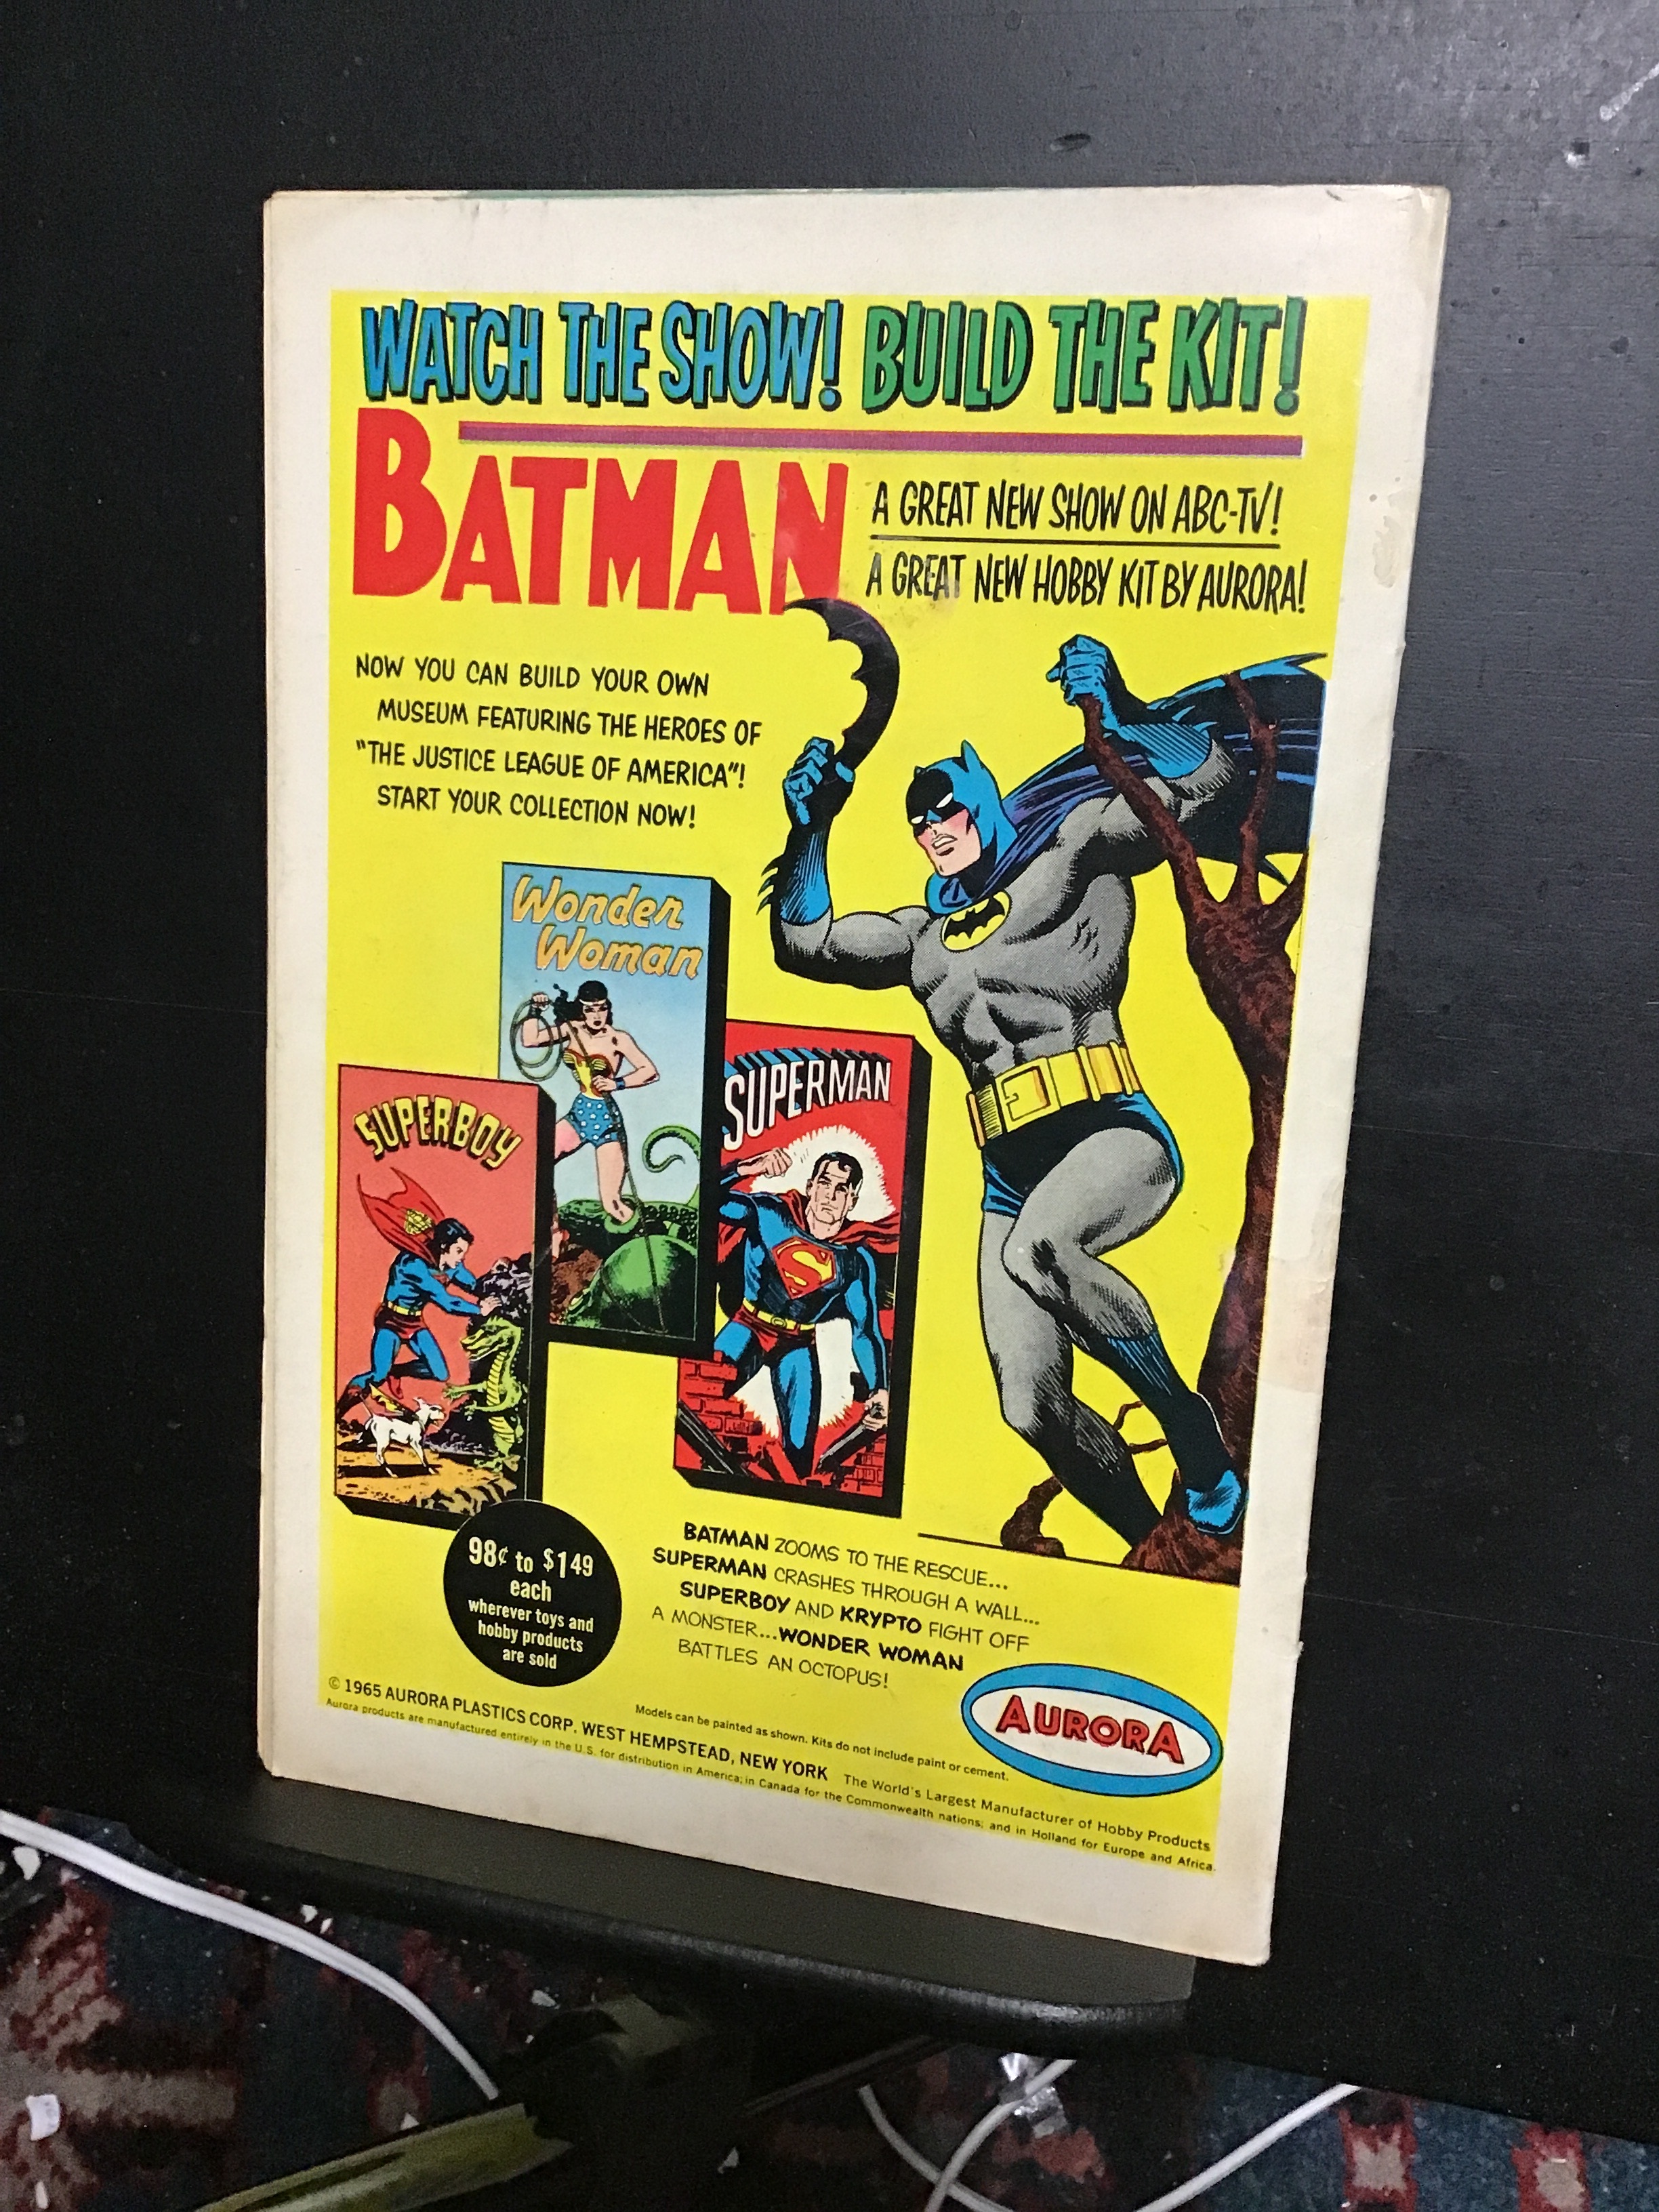 WATCH THE SHOW! BUILD THE KIT!
BATMAN
A GREAT NEW SHOW ON ABC-TV!
A GREAT NEW HOBBY KIT BY AURORA!
NOW YOU CAN BUILD YOUR OWN
MUSEUM FEATURING THE HEROES OF
"THE JUSTICE LEAGUE OF AMERICA"!
START YOUR COLLECTION NOW!
Wonder
Woman
SUPERMAN
SUPERBOY
98¢ to $149
each
wherever toys and
hobby products
are sold
BATMAN ZOOMS TO THE RESCUE...
SUPERMAN CRASHES THROUGH A WALL...
SUPERBOY AND KRYPTO FIGHT OFF
A MONSTER...WONDER WOMAN
BATTLES AN OCTOPUS!
AURORA
Models can be painted as shown. Kits do not include paint or cement.
© 1965 AURORA PLASTICS CORP. WEST HEMPSTEAD, NEW YORK The World's Largest Manufacturer of Hobby Products
Aurora products are manufactured entirely in the U.S. for distribution in America; in Canada for the Commonwealth nations; and in Holland for Europe and Africa.